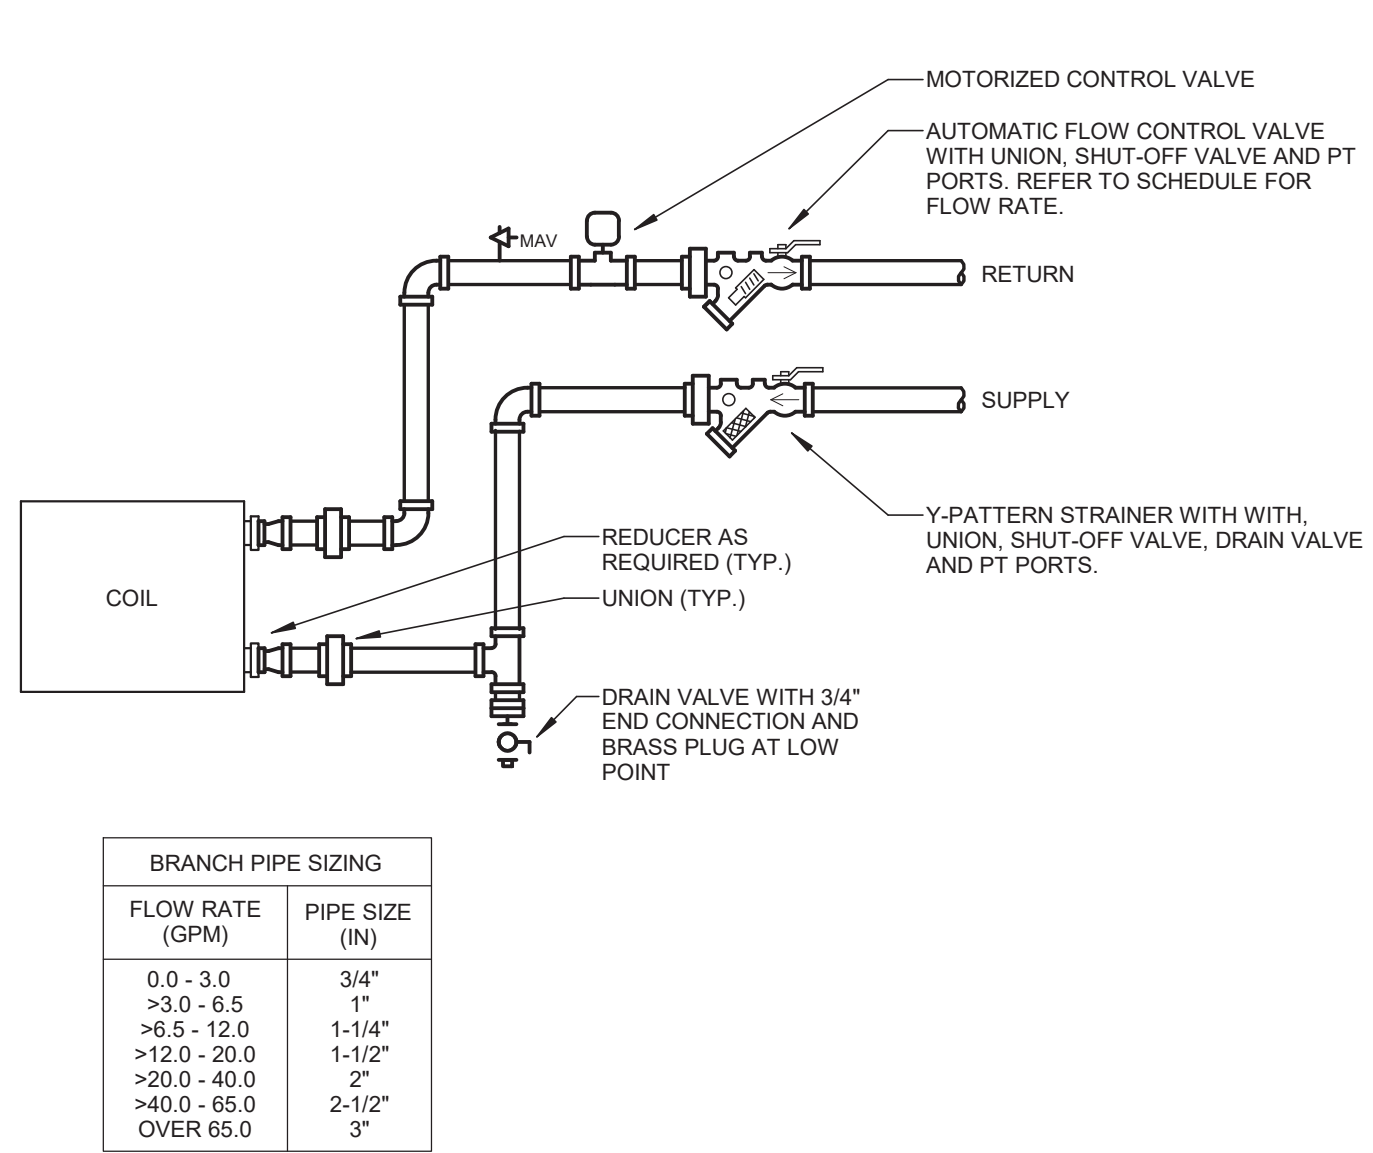 MOTORIZED CONTROL VALVE
AUTOMATIC FLOW CONTROL VALVE
WITH UNION, SHUT-OFF VALVE AND PT
PORTS. REFER TO SCHEDULE FOR
FLOW RATE.
MAV
RETURN
SUPPLY
Y-PATTERN STRAINER WITH WITH,
UNION, SHUT-OFF VALVE, DRAIN VALVE
AND PT PORTS.
REDUCER AS
REQUIRED (TYP.)
UNION (TYP.)
COIL
DRAIN VALVE WITH 3/4"
END CONNECTION AND
BRASS PLUG AT LOW
POINT
BRANCH PIPE SIZING
FLOW RATE
(GPM)
PIPE SIZE
(IN)
0.0 - 3.0 3/4"
>3.0 - 6.5 1"
>6.5 - 12.0 1-1/4"
>12.0 - 20.0 1-1/2"
>20.0 - 40.0 2"
>40.0 - 65.0 2-1/2"
OVER 65.0 3"